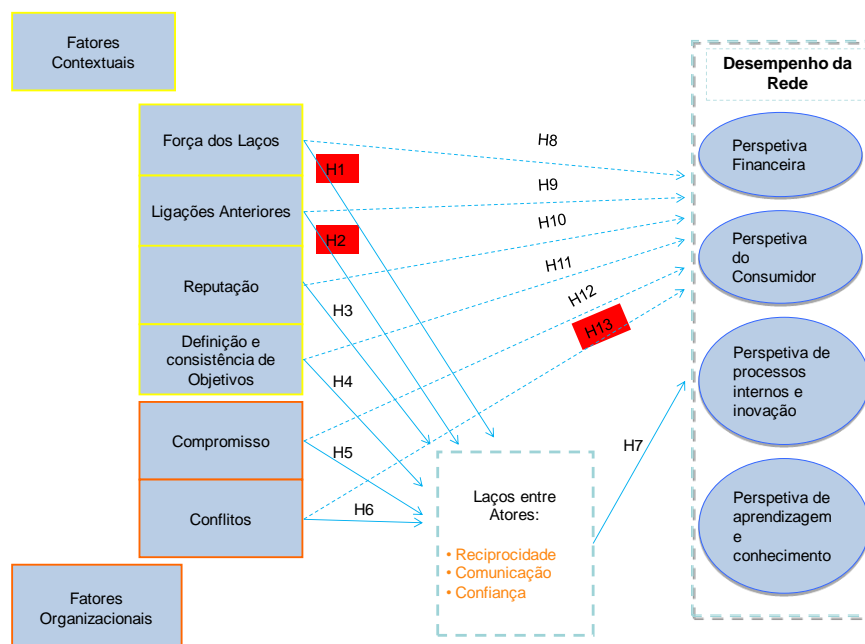 Fatores
Contextuais
Desempenho da
Rede
Força dos Laços
H1
H8
Perspetiva
Financeira
Ligações Anteriores
H2
H9
H10
Reputação
H3
H11
Perspetiva
do
Consumidor
H12
H13
Definição e
consistência de
Objetivos
H4
Perspetiva de
processos
internos e
inovação
Compromisso
H5
H7
Conflitos
H6
Laços entre
Atores:
• Reciprocidade
• Comunicação
• Confiança
Perspetiva de
aprendizagem
e
conhecimento
Fatores
Organizacionais